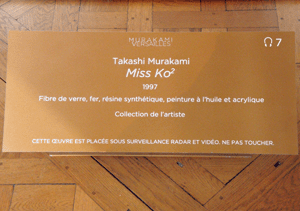 MURAKAMI
VERSAILLES
7
Takashi Murakami
Miss Ko²
1997
Fibre de verre, fer, résine synthétique, peinture à l'huile et acrylique
Collection de l'artiste
CETTE ŒUVRE EST PLACÉE SOUS SURVEILLANCE RADAR ET VIDÉO. NE PAS TOUCHER.